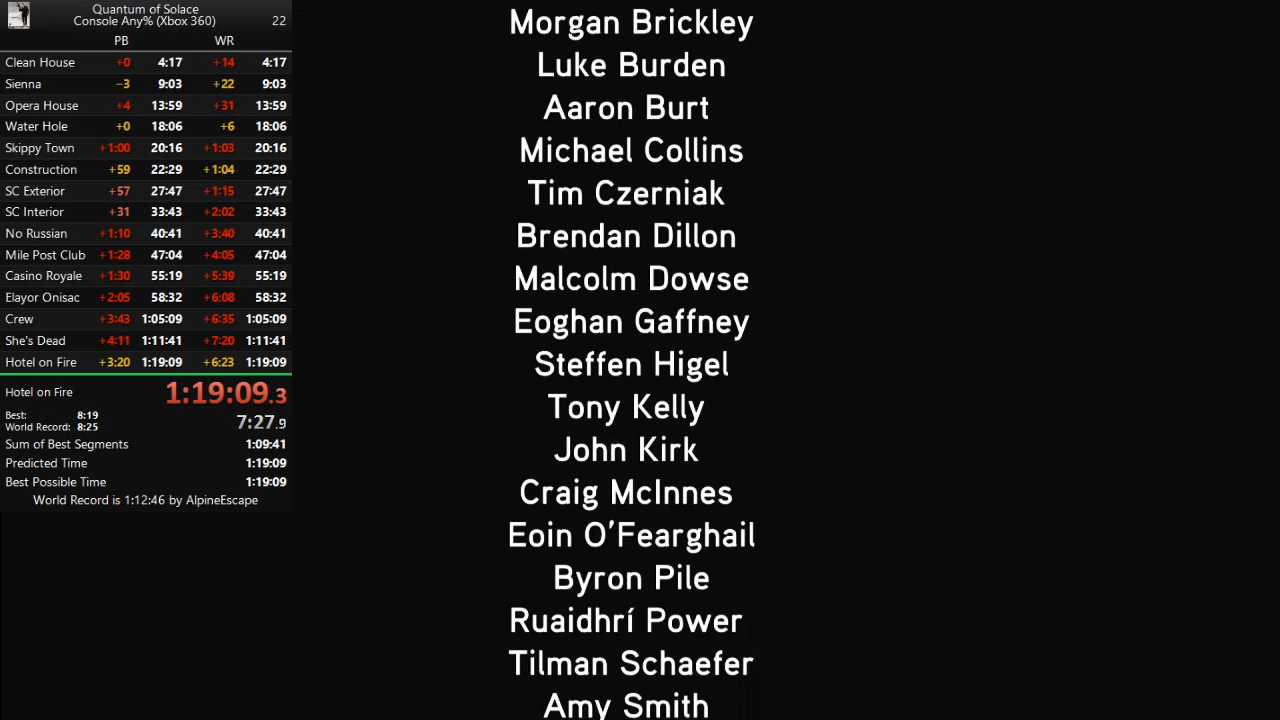 Quantum of Solace
Console Any% (Xbox 360) 22
PB WR
Clean House +0 4:17 +14 4:17
Sienna −3 9:03 +22 9:03
Opera House +4 13:59 +31 13:59
Water Hole +0 18:06 +6 18:06
Skippy Town +1:00 20:16 +1:03 20:16
Construction +59 22:29 +1:04 22:29
SC Exterior +57 27:47 +1:15 27:47
SC Interior +31 33:43 +2:02 33:43
No Russian +1:10 40:41 +3:40 40:41
Mile Post Club +1:28 47:04 +4:05 47:04
Casino Royale +1:30 55:19 +5:39 55:19
Elayor Onisac +2:05 58:32 +6:08 58:32
Crew +3:43 1:05:09 +6:35 1:05:09
She's Dead +4:11 1:11:41 +7:20 1:11:41
Hotel on Fire +3:20 1:19:09 +6:23 1:19:09
Hotel on Fire 1:19:09.3
Best: 8:19
World Record: 8:25 7:27.9
Sum of Best Segments 1:09:41
Predicted Time 1:19:09
Best Possible Time 1:19:09
World Record is 1:12:46 by AlpineEscape
Morgan Brickley
Luke Burden
Aaron Burt
Michael Collins
Tim Czerniak
Brendan Dillon
Malcolm Dowse
Eoghan Gaffney
Steffen Higel
Tony Kelly
John Kirk
Craig McInnes
Eoin O'Fearghail
Byron Pile
Ruaidhrí Power
Tilman Schaefer
Amy Smith